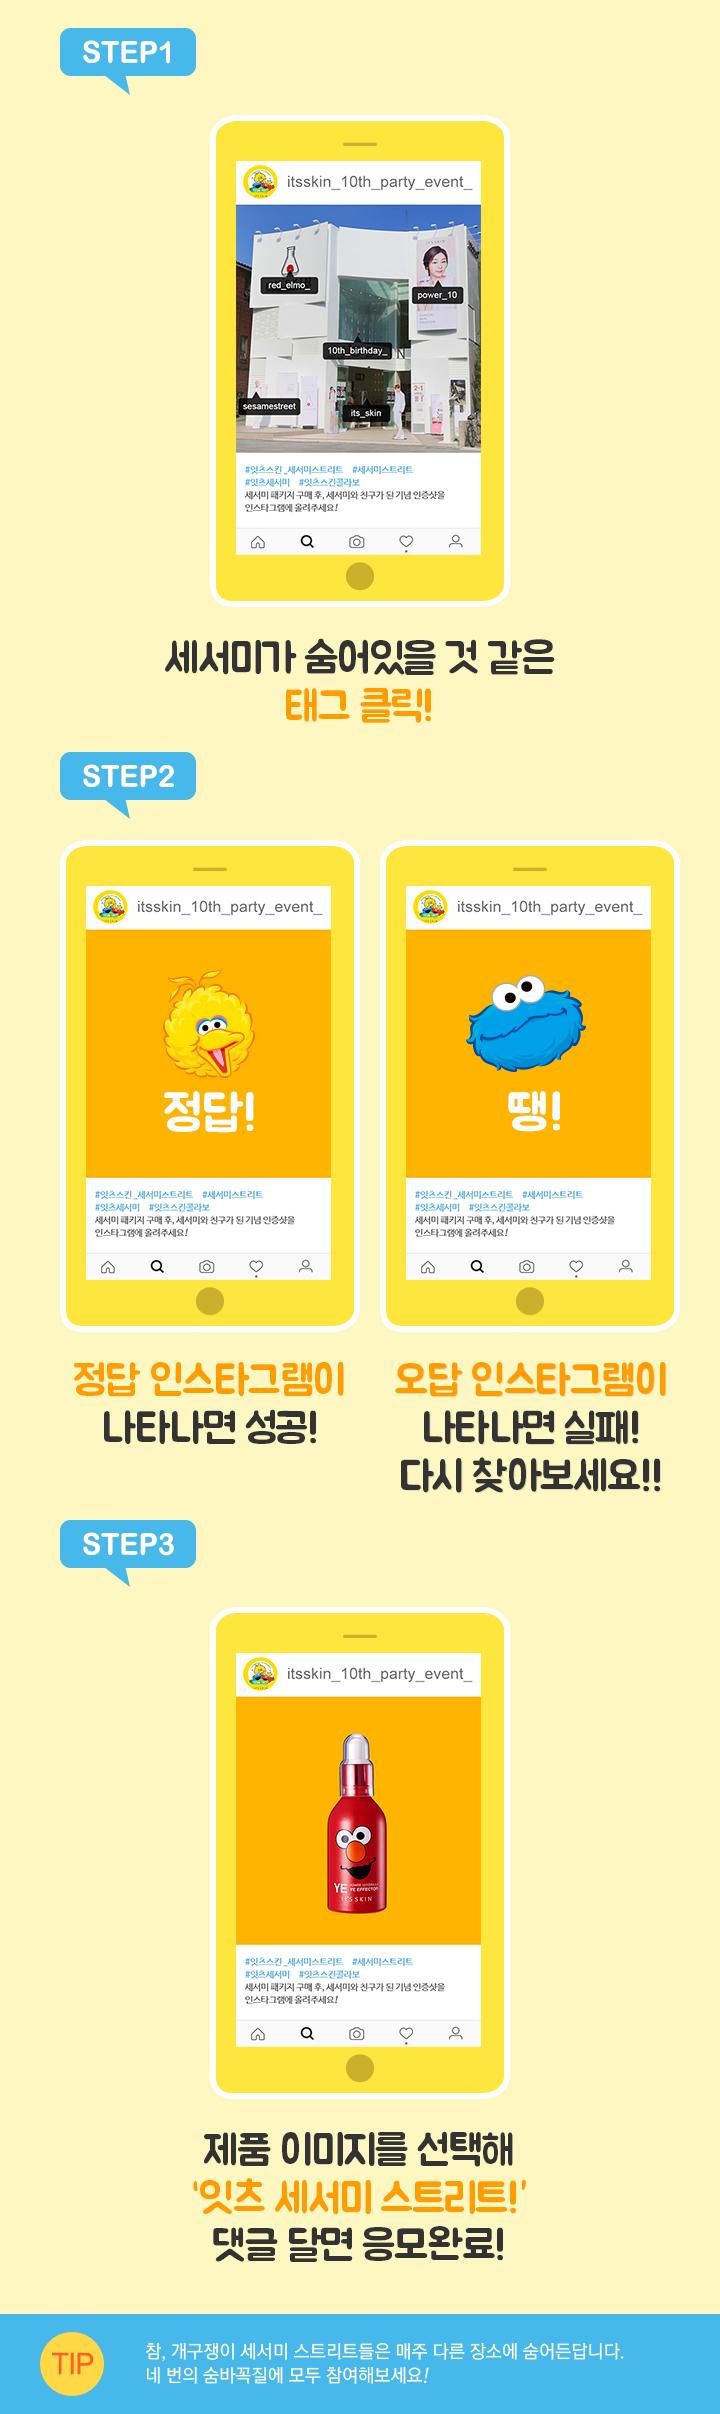 STEP1
itsskin_10th_party_event_
red_elmo_
power_10
10th_birthday_
sesamestreet
its_skin
#잇츠스킨_세서미스트리트 #세서미스트리트
#잇츠세서미 #잇츠스킨콜라보
세서미 패키지 구매 후, 세서미와 친구가 된 기념 인증샷을
인스타그램에 올려주세요!
세서미가 숨어있을 것 같은
태그 클릭!
STEP2
itsskin_10th_party_event_
정답!
#잇츠스킨_세서미스트리트 #세서미스트리트
#잇츠세서미 #잇츠스킨콜라보
세서미 패키지 구매 후, 세서미와 친구가 된 기념 인증샷을
인스타그램에 올려주세요!
정답 인스타그램이
나타나면 성공!
itsskin_10th_party_event_
땡!
#잇츠스킨_세서미스트리트 #세서미스트리트
#잇츠세서미 #잇츠스킨콜라보
세서미 패키지 구매 후, 세서미와 친구가 된 기념 인증샷을
인스타그램에 올려주세요!
오답 인스타그램이
나타나면 실패!
다시 찾아보세요!!
STEP3
itsskin_10th_party_event_
YE
POWER 10 FORMULA
YE EFFECTOR
IT'S SKIN
#잇츠스킨_세서미스트리트 #세서미스트리트
#잇츠세서미 #잇츠스킨콜라보
세서미 패키지 구매 후, 세서미와 친구가 된 기념 인증샷을
인스타그램에 올려주세요!
제품 이미지를 선택해
'잇츠 세서미 스트리트!'
댓글 달면 응모완료!
TIP
참, 개구쟁이 세서미 스트리트들은 매주 다른 장소에 숨어든답니다.
네 번의 숨바꼭질에 모두 참여해보세요!